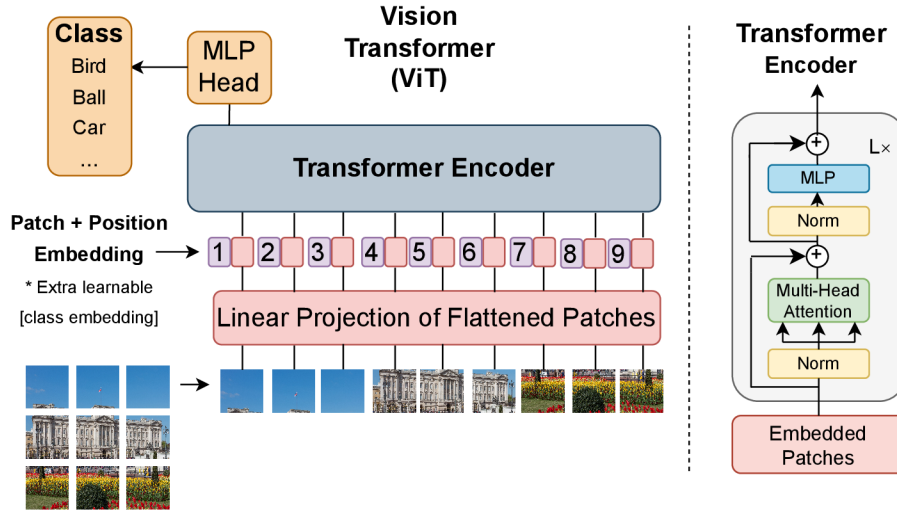 Vision
Transformer
(ViT)
Class
Bird
Ball
Car
...
MLP
Head
Transformer Encoder
Patch + Position
Embedding
* Extra learnable
[class embedding]
1 2 3 4 5 6 7 8 9
Linear Projection of Flattened Patches
Transformer
Encoder
L×
+
MLP
Norm
+
Multi-Head
Attention
Norm
Embedded
Patches